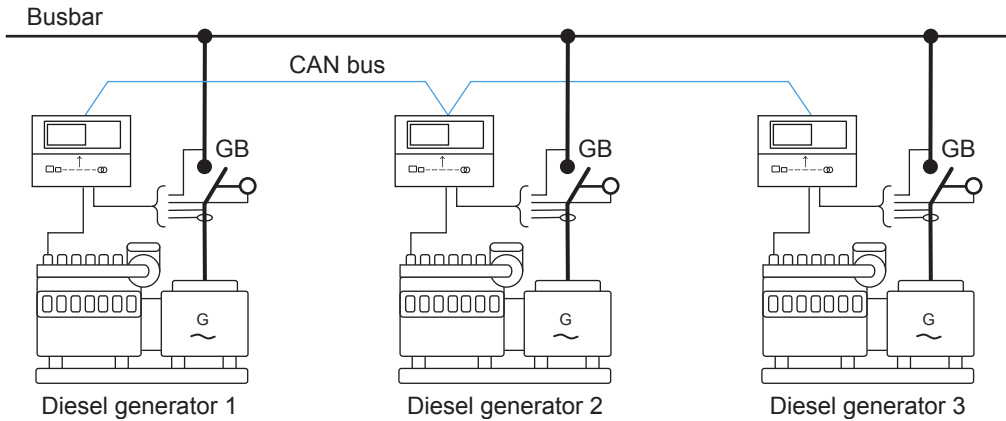 Busbar
CAN bus
GB
GB
GB
G
G
G
Diesel generator 1
Diesel generator 2
Diesel generator 3